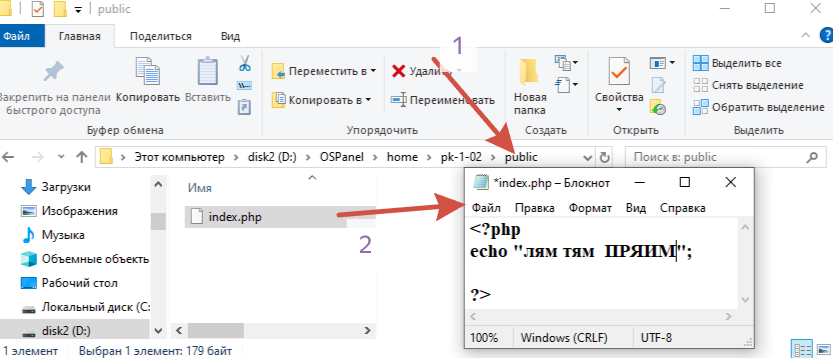 public
Файл
Главная
Поделиться
Вид
1
Закрепить на панели
быстрого доступа
Копировать
Вставить
Переместить в
Копировать в
Удалить
Переименовать
Новая
папка
Свойства
Выделить все
Снять выделение
Обратить выделение
Буфер обмена
Упорядочить
Создать
Открыть
Выделить
Этот компьютер > disk2 (D:) > OSPanel > home > pk-1-02 > public
Поиск в: public
Загрузки
Изображения
Музыка
Объемные объекты
Рабочий стол
Локальный диск (C:
disk2 (D:)
Имя
index.php
2
*index.php – Блокнот
Файл Правка Формат Вид Справка
<?php
echo "лям тям  ПРЯИМ";
?>
100% Windows (CRLF) UTF-8
1 элемент
Выбран 1 элемент: 179 байт